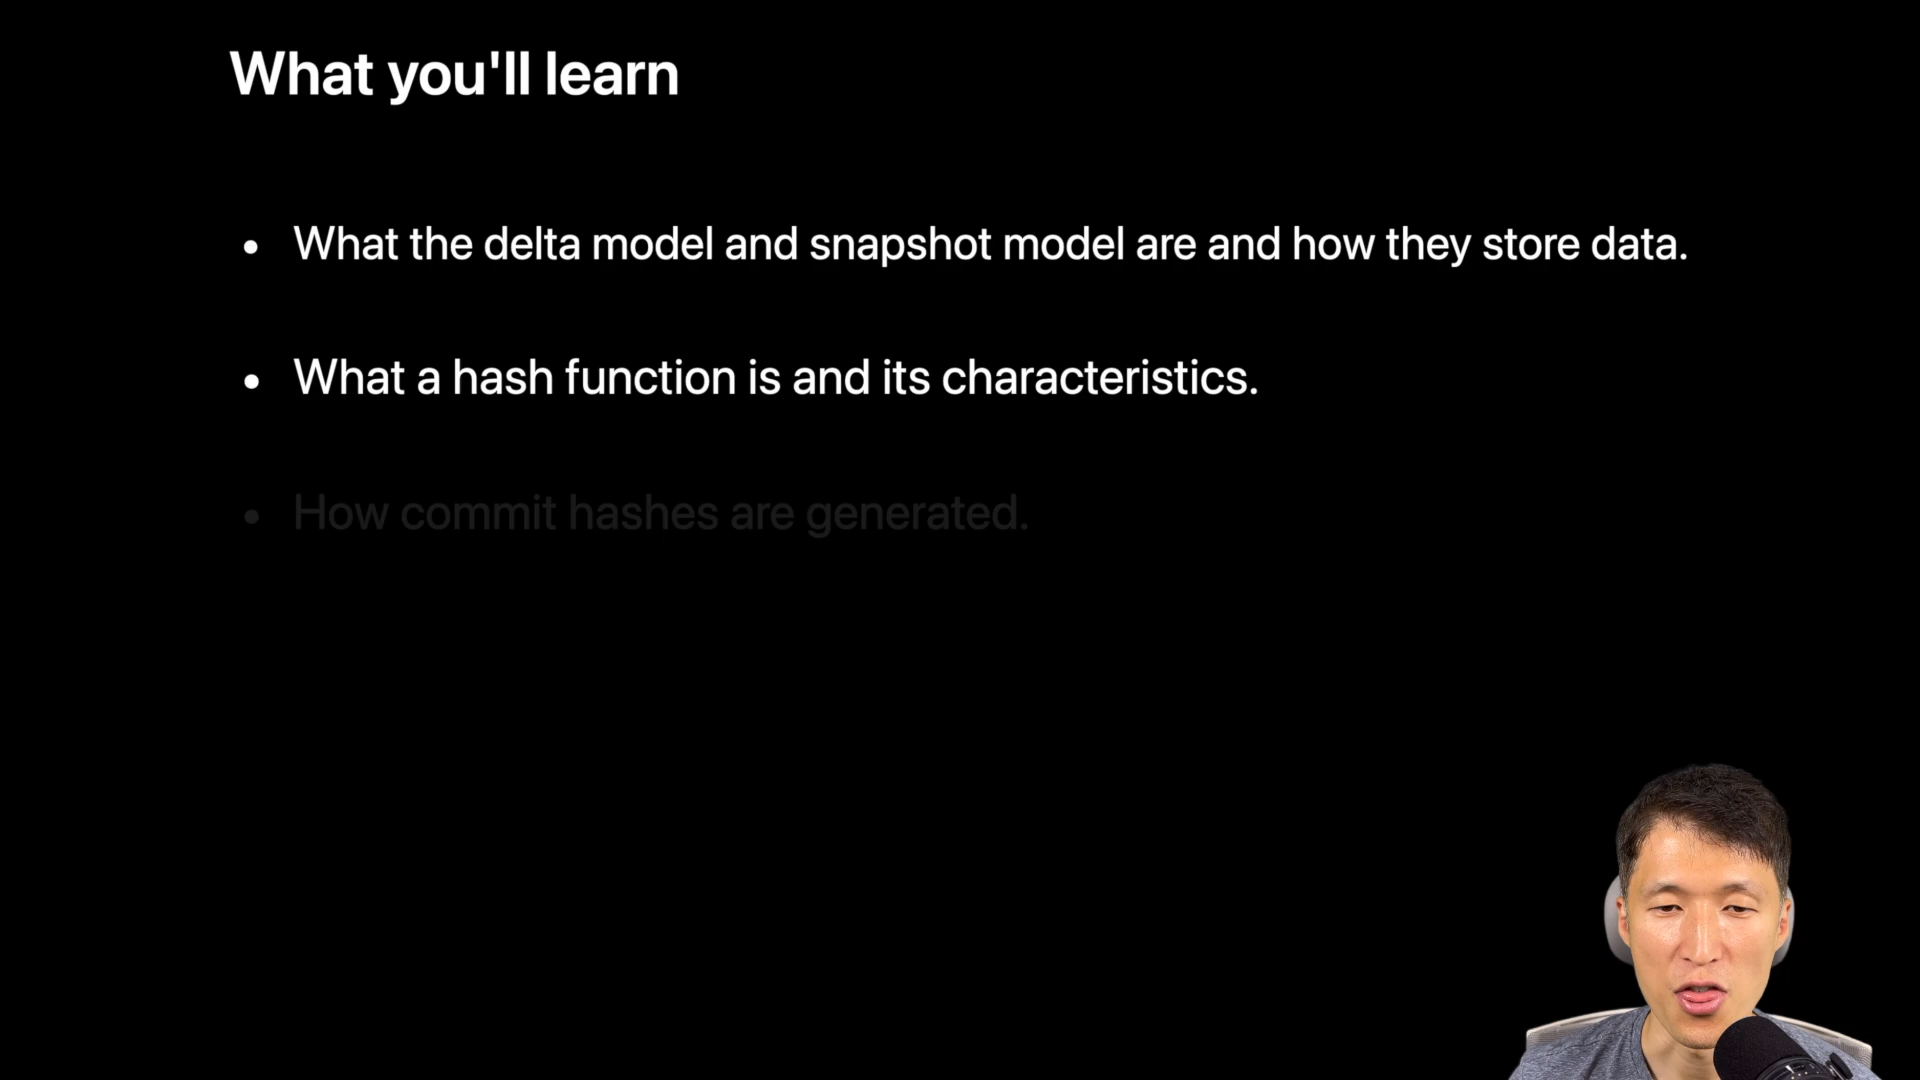 What you'll learn
• What the delta model and snapshot model are and how they store data.
• What a hash function is and its characteristics.
• How commit hashes are generated.